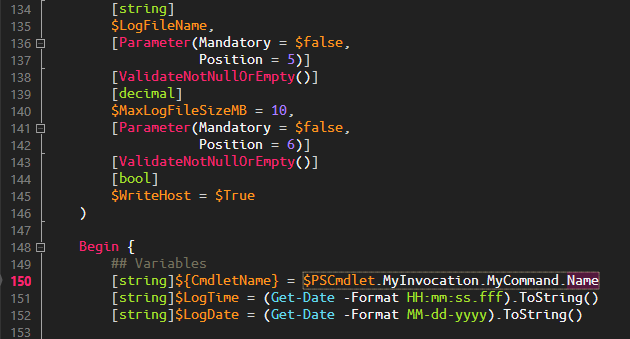 134 [string]
135 $LogFileName,
136 [Parameter(Mandatory = $false,
137 Position = 5)]
138 [ValidateNotNullOrEmpty()]
139 [decimal]
140 $MaxLogFileSizeMB = 10,
141 [Parameter(Mandatory = $false,
142 Position = 6)]
143 [ValidateNotNullOrEmpty()]
144 [bool]
145 $WriteHost = $True
146 )
147
148 Begin {
149 ## Variables
150 [string]${CmdletName} = $PSCmdlet.MyInvocation.MyCommand.Name
151 [string]$LogTime = (Get-Date -Format HH:mm:ss.fff).ToString()
152 [string]$LogDate = (Get-Date -Format MM-dd-yyyy).ToString()
153